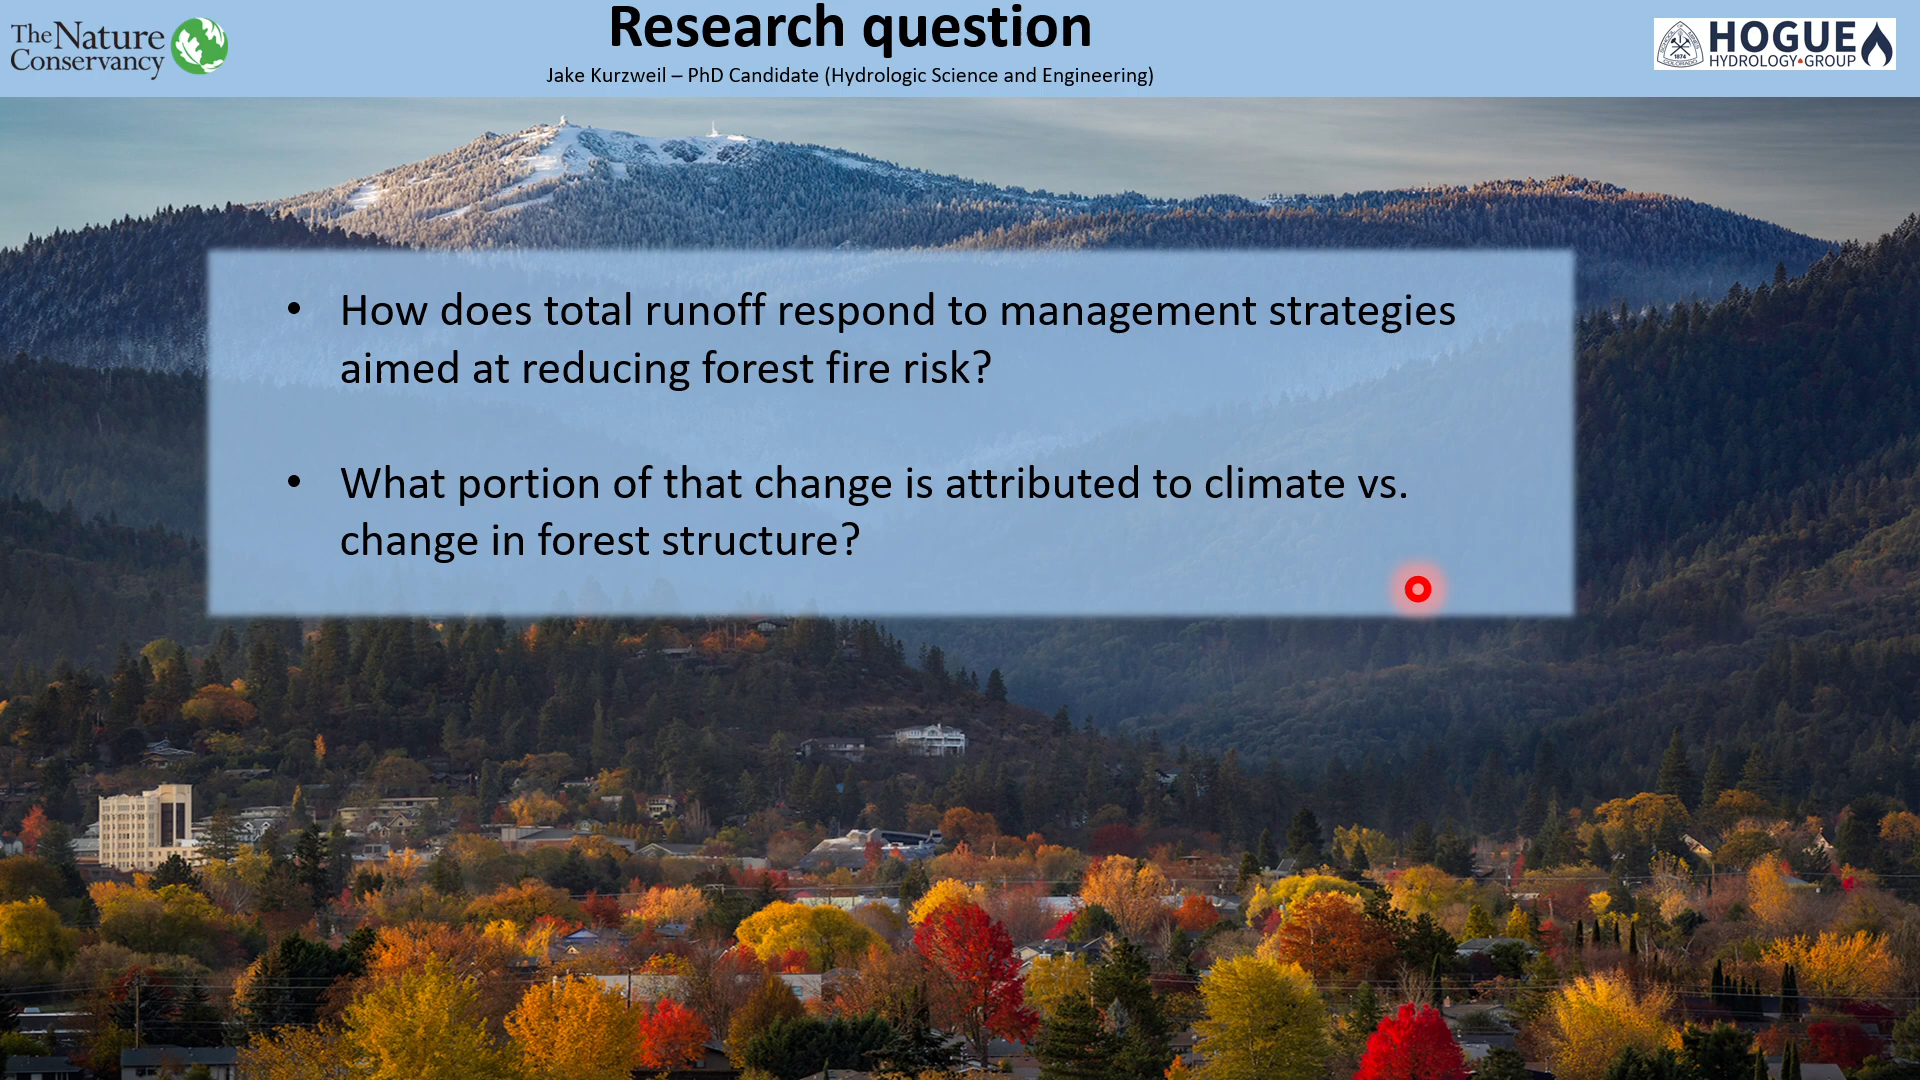 The Nature
Conservancy
Research question
Jake Kurzweil – PhD Candidate (Hydrologic Science and Engineering)
1874
HOGUE
HYDROLOGY GROUP
• How does total runoff respond to management strategies
aimed at reducing forest fire risk?
• What portion of that change is attributed to climate vs.
change in forest structure?